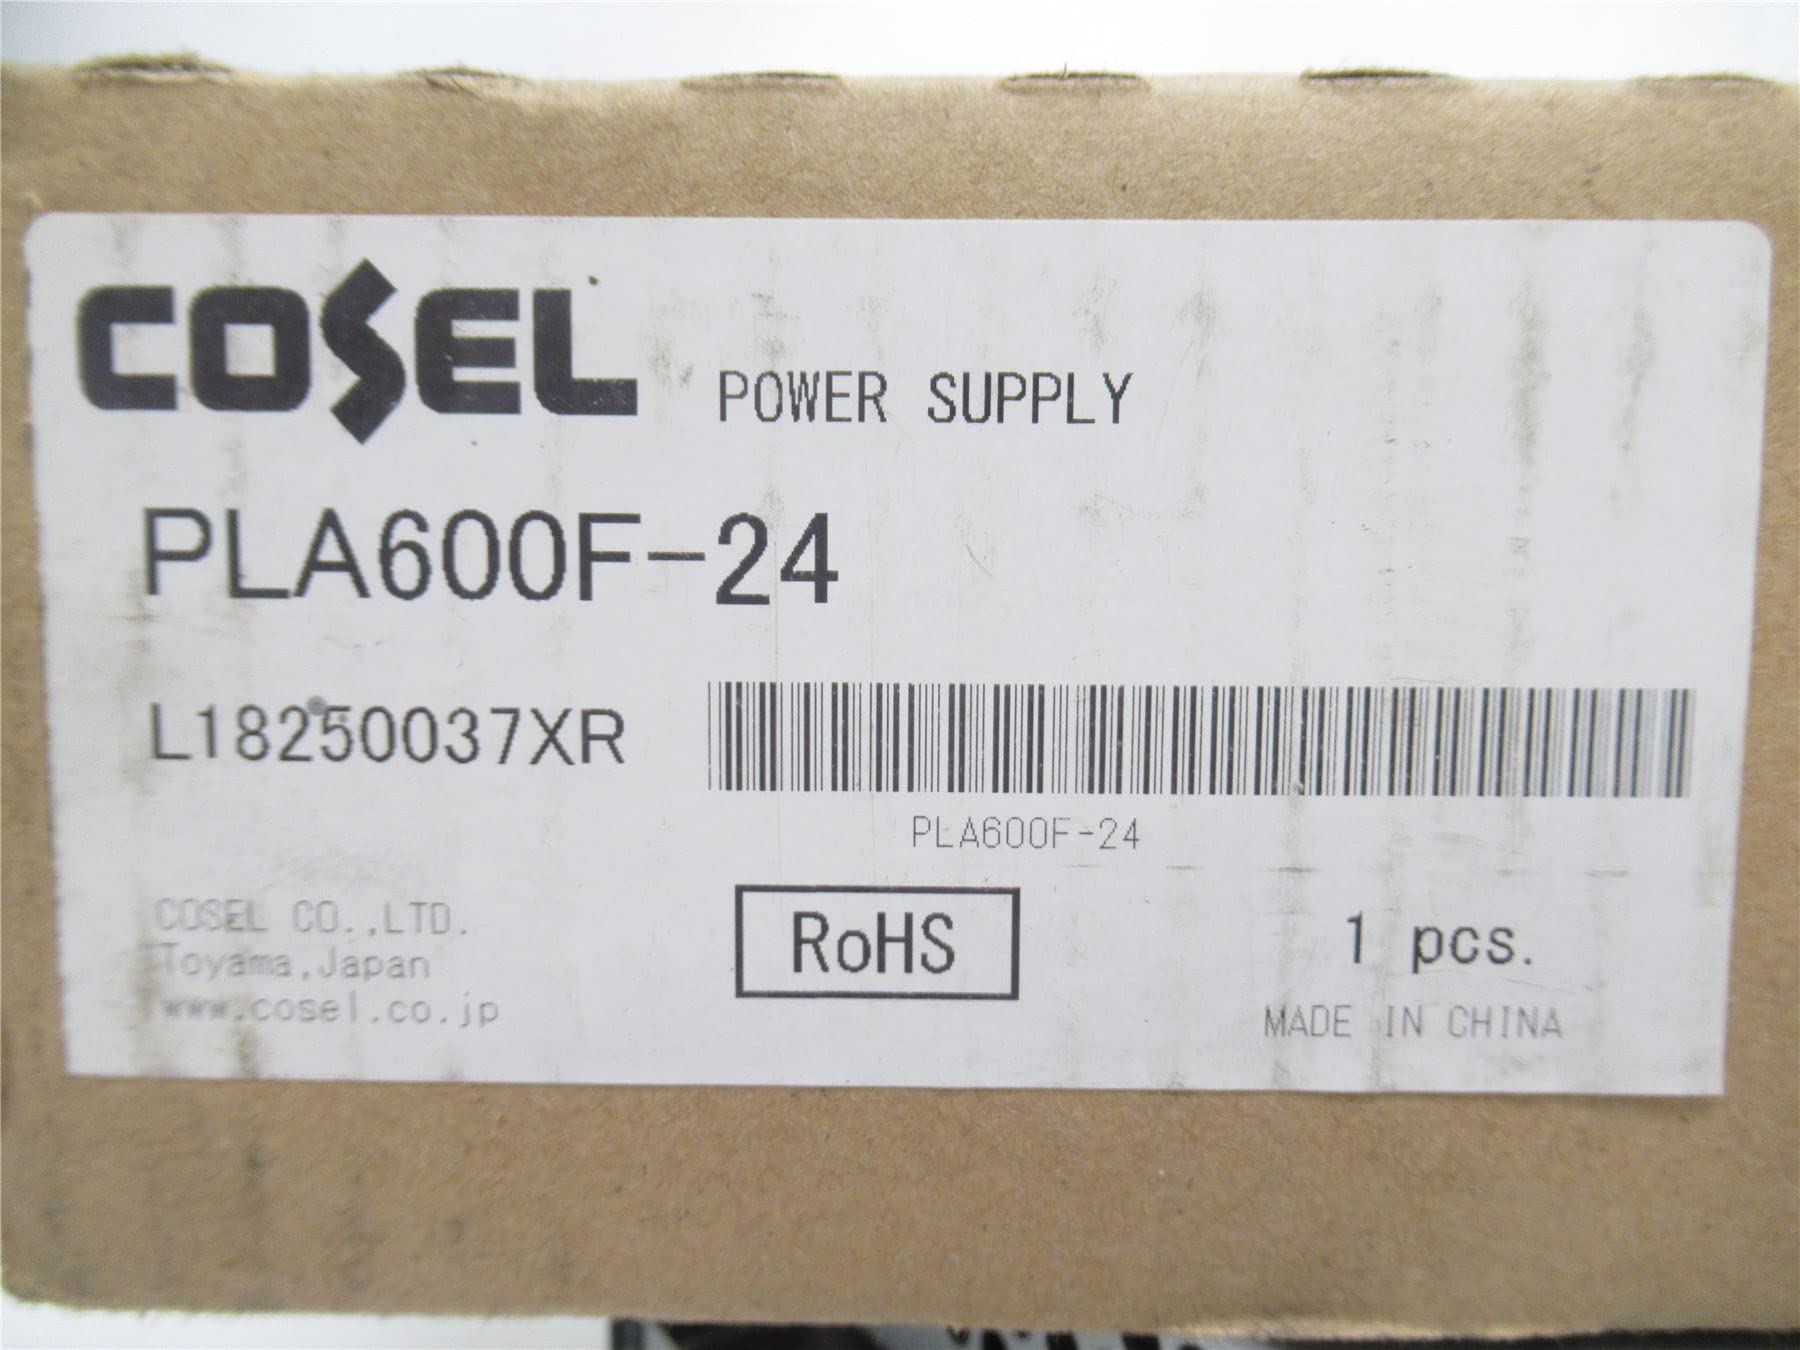 COSEL POWER SUPPLY
PLA600F-24
L18250037XR
PLA600F-24
COSEL CO.,LTD.
Toyama,Japan
www.cosel.co.jp
RoHS
1 pcs.
MADE IN CHINA